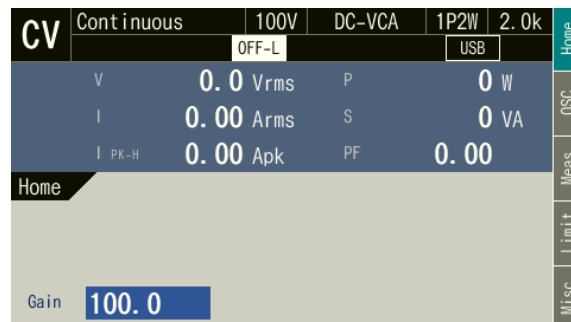 CV Continuous 100V DC-VCA 1P2W 2.0k
OFF-L USB
V 0.0 Vrms P 0 W
I 0.00 Arms S 0 VA
I PK-H 0.00 Apk PF 0.00
Home
Gain 100.0
Home
OSC
Meas
Limit
Misc